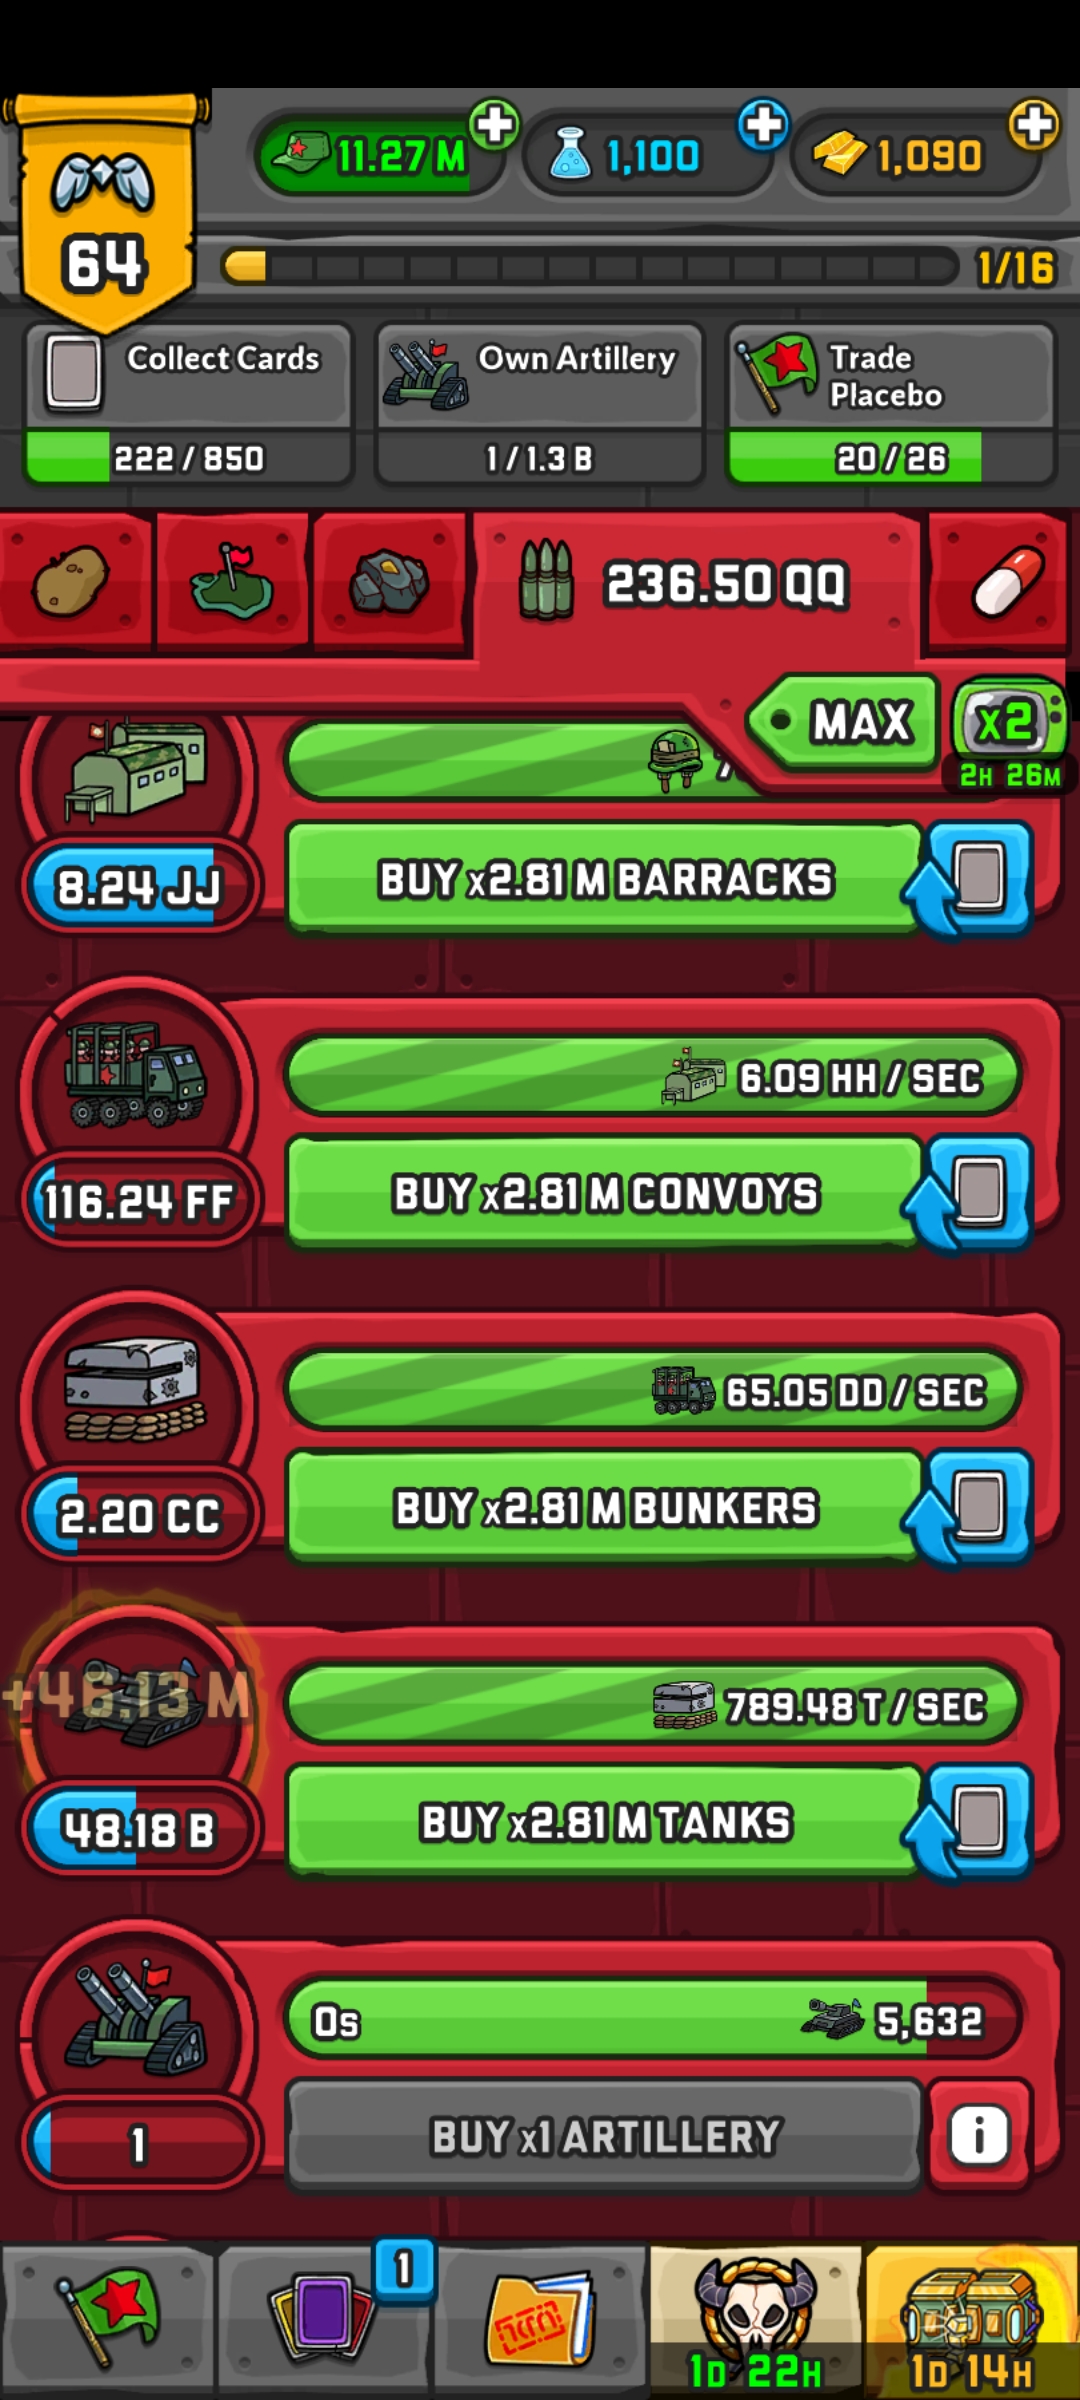 11.27 M
1,100
1,090
64
1/16
Collect Cards
222 / 850
Own Artillery
1 / 1.3 B
Trade
Placebo
20 / 26
236.50 QQ
MAX
x2
2H 26M
8.24 JJ
BUY x2.81 M BARRACKS
6.09 HH / SEC
116.24 FF
BUY x2.81 M CONVOYS
65.05 DD / SEC
2.20 CC
BUY x2.81 M BUNKERS
+46.13 M
789.48 T / SEC
48.18 B
BUY x2.81 M TANKS
0s
5,632
1
BUY x1 ARTILLERY
i
1
1D 22H
1D 14H